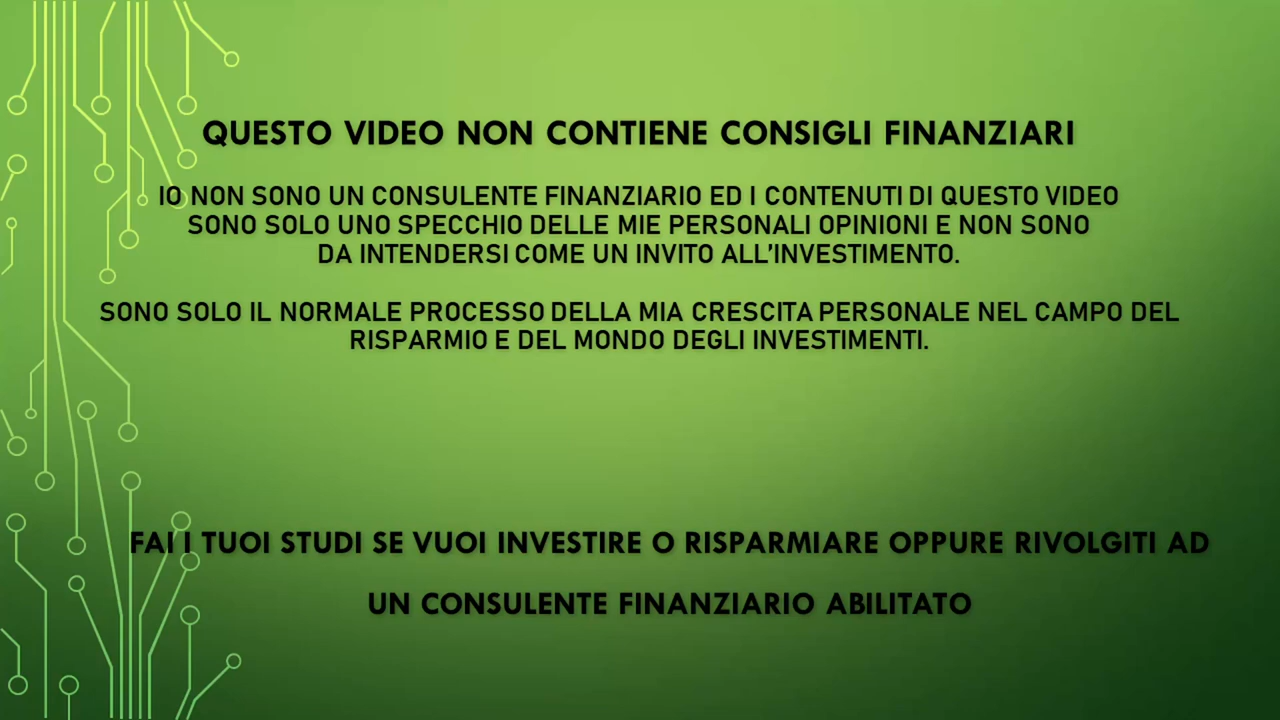 QUESTO VIDEO NON CONTIENE CONSIGLI FINANZIARI
IO NON SONO UN CONSULENTE FINANZIARIO ED I CONTENUTI DI QUESTO VIDEO
SONO SOLO UNO SPECCHIO DELLE MIE PERSONALI OPINIONI E NON SONO
DA INTENDERSI COME UN INVITO ALL'INVESTIMENTO.
SONO SOLO IL NORMALE PROCESSO DELLA MIA CRESCITA PERSONALE NEL CAMPO DEL
RISPARMIO E DEL MONDO DEGLI INVESTIMENTI.
FAI I TUOI STUDI SE VUOI INVESTIRE O RISPARMIARE OPPURE RIVOLGITI AD
UN CONSULENTE FINANZIARIO ABILITATO